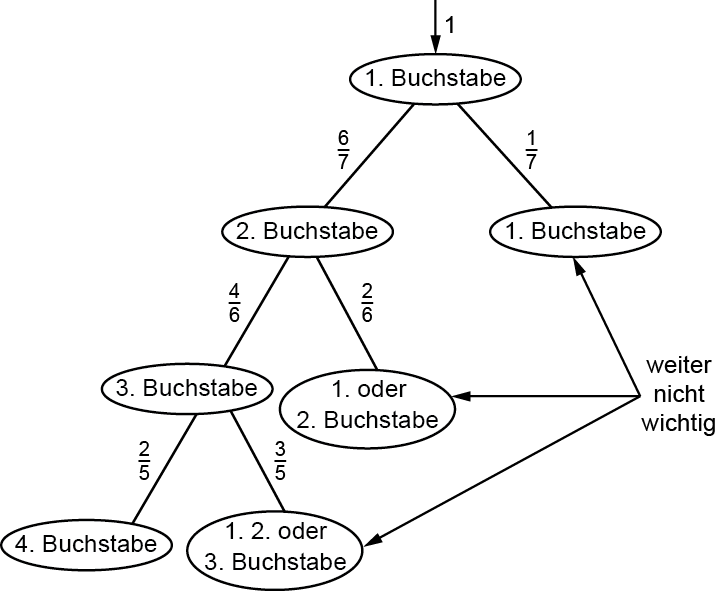 1
1. Buchstabe
6/7
1/7
2. Buchstabe
1. Buchstabe
4/6
2/6
weiter
nicht
wichtig
3. Buchstabe
1. oder
2. Buchstabe
2/5
3/5
4. Buchstabe
1. 2. oder
3. Buchstabe